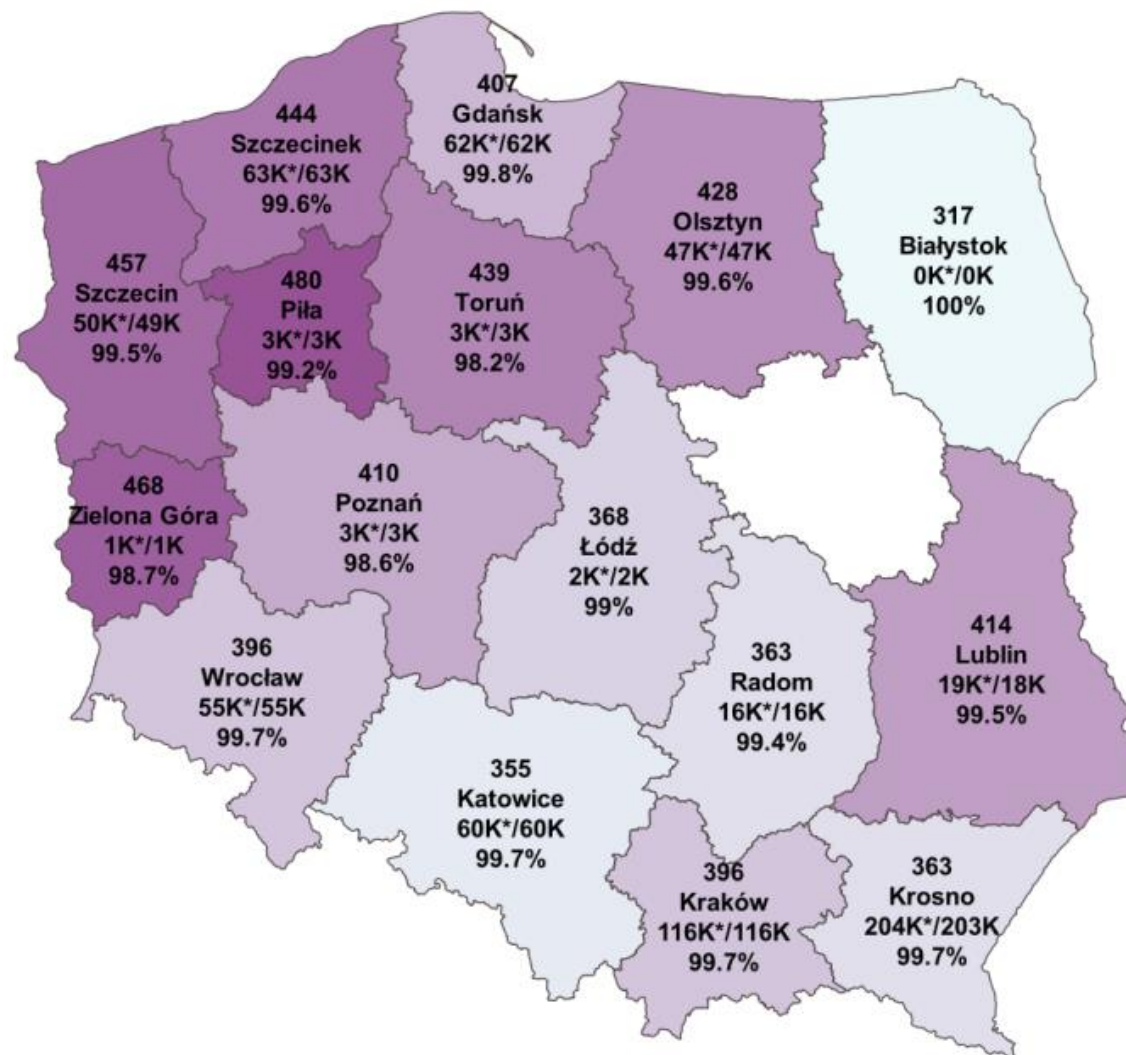 407
Gdańsk
62K*/62K
99.8%
444
Szczecinek
63K*/63K
99.6%
428
Olsztyn
47K*/47K
99.6%
317
Białystok
0K*/0K
100%
457
Szczecin
50K*/49K
99.5%
480
Piła
3K*/3K
99.2%
439
Toruń
3K*/3K
98.2%
468
Zielona Góra
1K*/1K
98.7%
410
Poznań
3K*/3K
98.6%
368
Łódź
2K*/2K
99%
414
Lublin
19K*/18K
99.5%
396
Wrocław
55K*/55K
99.7%
363
Radom
16K*/16K
99.4%
355
Katowice
60K*/60K
99.7%
396
Kraków
116K*/116K
99.7%
363
Krosno
204K*/203K
99.7%